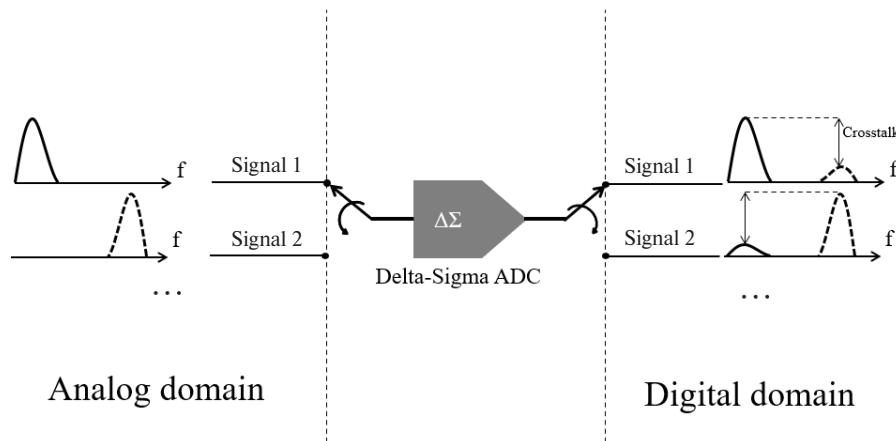 f
Signal 1
f
Signal 2
. . .
ΔΣ
Delta-Sigma ADC
Signal 1
Crosstalk
f
Signal 2
f
. . .
Analog domain
Digital domain